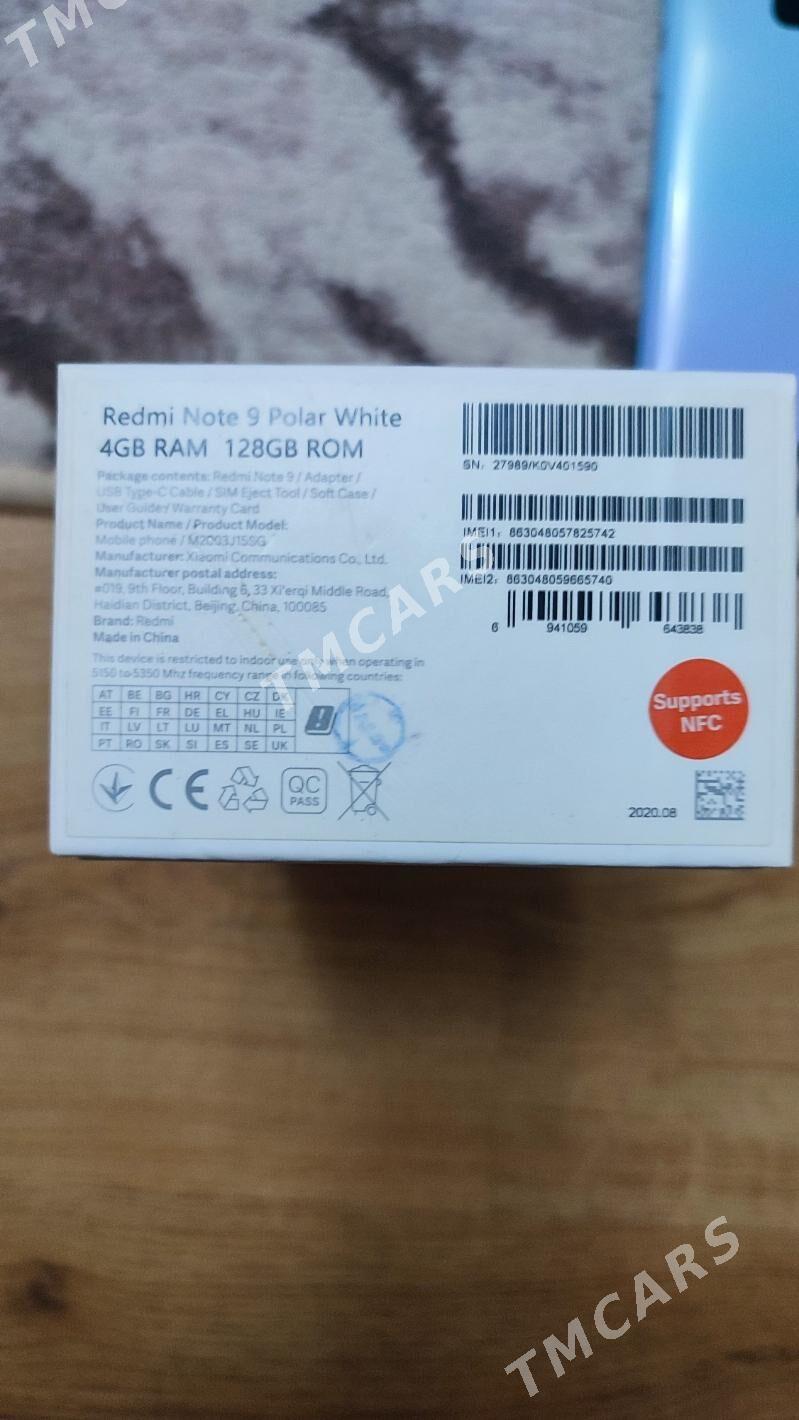 TMCARS
Redmi Note 9 Polar White
4GB RAM 128GB ROM
Package contents: Redmi Note 9 / Adapter /
USB Type-C Cable / SIM Eject Tool / Soft Case /
User Guide / Warranty Card
Product Name / Product Model:
Mobile phone / M2003J15SG
Manufacturer: Xiaomi Communications Co., Ltd.
Manufacturer postal address:
#019, 9th Floor, Building 6, 33 Xi'erqi Middle Road,
Haidian District, Beijing, China, 100085
Brand: Redmi
Made in China
This device is restricted to indoor use only when operating in
5150 to 5350 Mhz frequency range in following countries:
AT BE BG HR CY CZ DK
EE FI FR DE EL HU IE
IT LV LT LU MT NL PL
PT RO SK SI ES SE UK
CE
QC
PASS
SN: 27989/K0V401590
IMEI1: 863048057825742
IMEI2: 863048059665740
6 941059 643838
Supports
NFC
2020.08
TMCARS
TMCARS